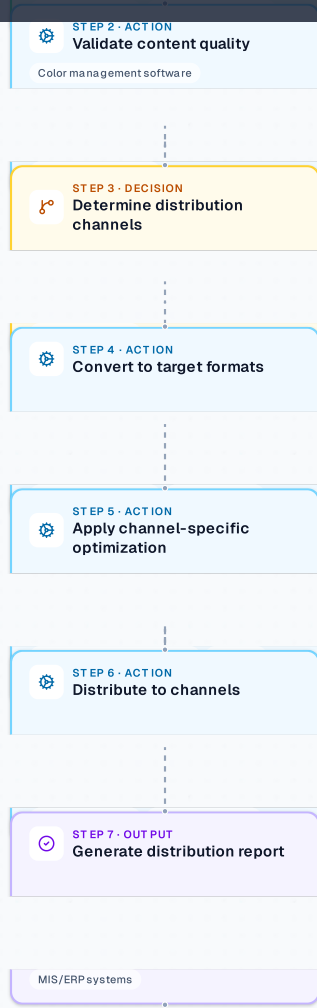 STEP 2 · ACTION
Validate content quality
Color management software
STEP 3 · DECISION
Determine distribution
channels
STEP 4 · ACTION
Convert to target formats
STEP 5 · ACTION
Apply channel-specific
optimization
STEP 6 · ACTION
Distribute to channels
STEP 7 · OUTPUT
Generate distribution report
MIS/ERP systems